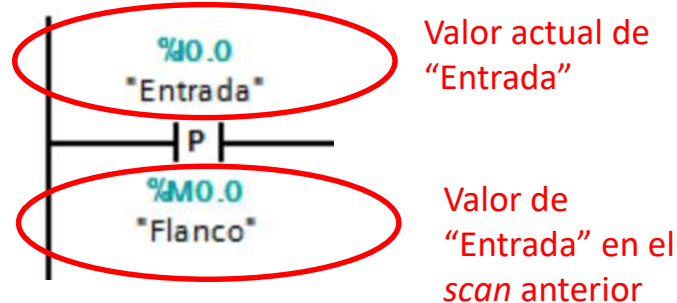 %I0.0
"Entrada"
Valor actual de
“Entrada”
P
%M0.0
"Flanco"
Valor de
“Entrada” en el
scan anterior